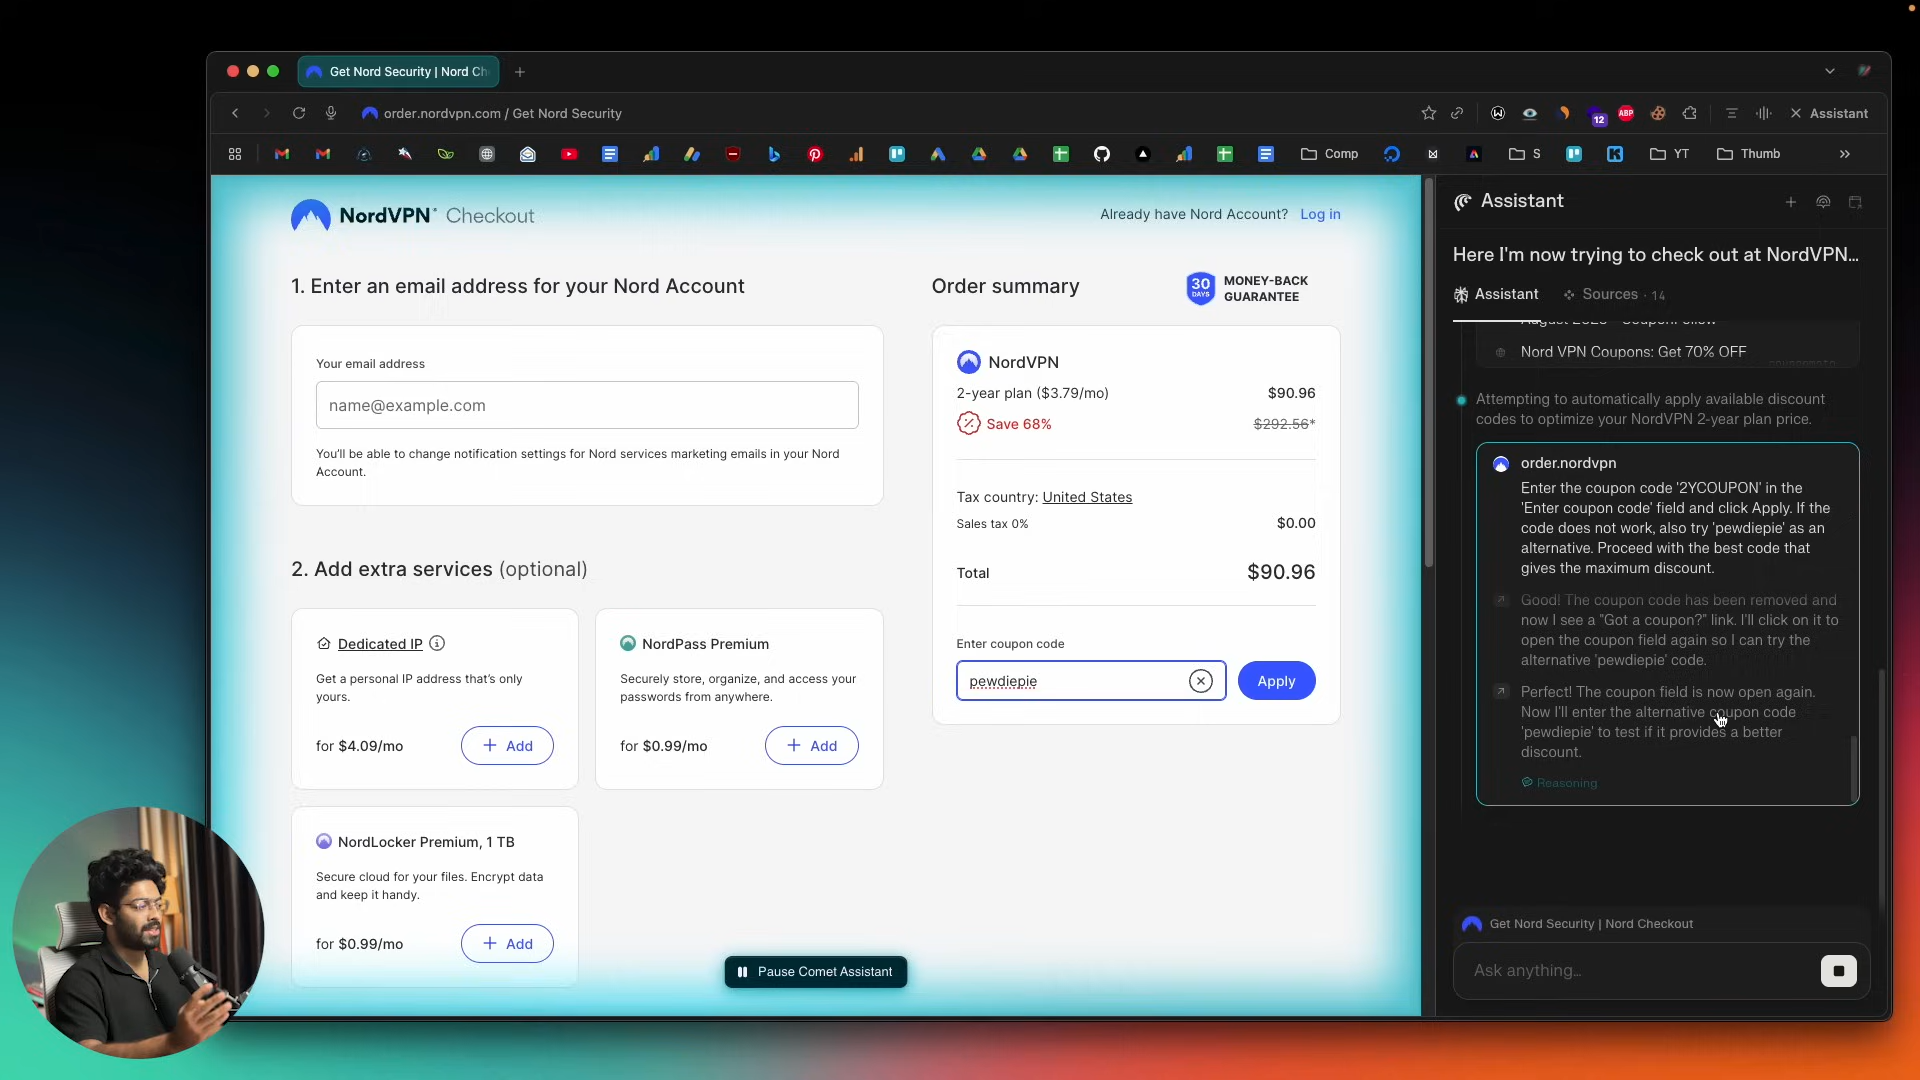 Get Nord Security | Nord Ch
order.nordvpn.com / Get Nord Security
12
ABP
Assistant
Comp
S
YT
Thumb
NordVPN® Checkout
Already have Nord Account? Log in
1. Enter an email address for your Nord Account
Your email address
name@example.com
You'll be able to change notification settings for Nord services marketing emails in your Nord
Account.
2. Add extra services (optional)
Dedicated IP
Get a personal IP address that's only
yours.
for $4.09/mo
Add
NordPass Premium
Securely store, organize, and access your
passwords from anywhere.
for $0.99/mo
Add
NordLocker Premium, 1 TB
Secure cloud for your files. Encrypt data
and keep it handy.
for $0.99/mo
Add
Order summary
30
DAYS
MONEY-BACK
GUARANTEE
NordVPN
2-year plan ($3.79/mo)
$90.96
Save 68%
$292.56*
Tax country: United States
Sales tax 0%
$0.00
Total
$90.96
Enter coupon code
pewdiepie
Apply
Pause Comet Assistant
Assistant
Here I'm now trying to check out at NordVPN...
Assistant
Sources · 14
Nord VPN Coupons: Get 70% OFF
Attempting to automatically apply available discount
codes to optimize your NordVPN 2-year plan price.
order.nordvpn
Enter the coupon code '2YCOUPON' in the
'Enter coupon code' field and click Apply. If the
code does not work, also try 'pewdiepie' as an
alternative. Proceed with the best code that
gives the maximum discount.
Good! The coupon code has been removed and
now I see a "Got a coupon?" link. I'll click on it to
open the coupon field again so I can try the
alternative 'pewdiepie' code.
Perfect! The coupon field is now open again.
Now I'll enter the alternative coupon code
'pewdiepie' to test if it provides a better
discount.
Reasoning
Get Nord Security | Nord Checkout
Ask anything...